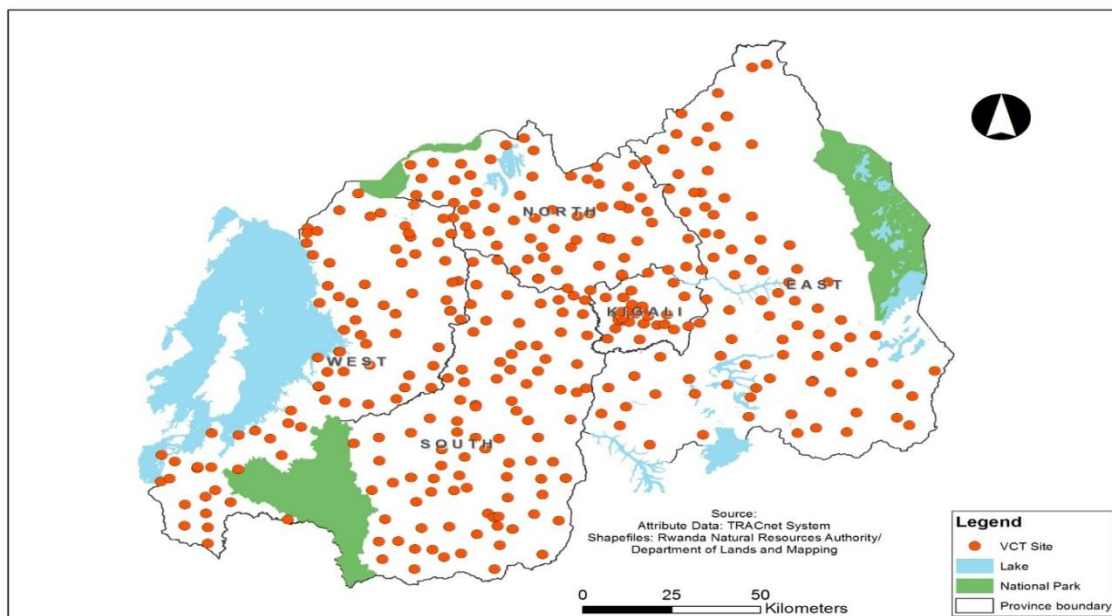 NORTH
EAST
KIGALI
WEST
SOUTH
Source:
Attribute Data: TRACnet System
Shapefiles: Rwanda Natural Resources Authority/
Department of Lands and Mapping
0 25 50
Kilometers
Legend
VCT Site
Lake
National Park
Province boundary